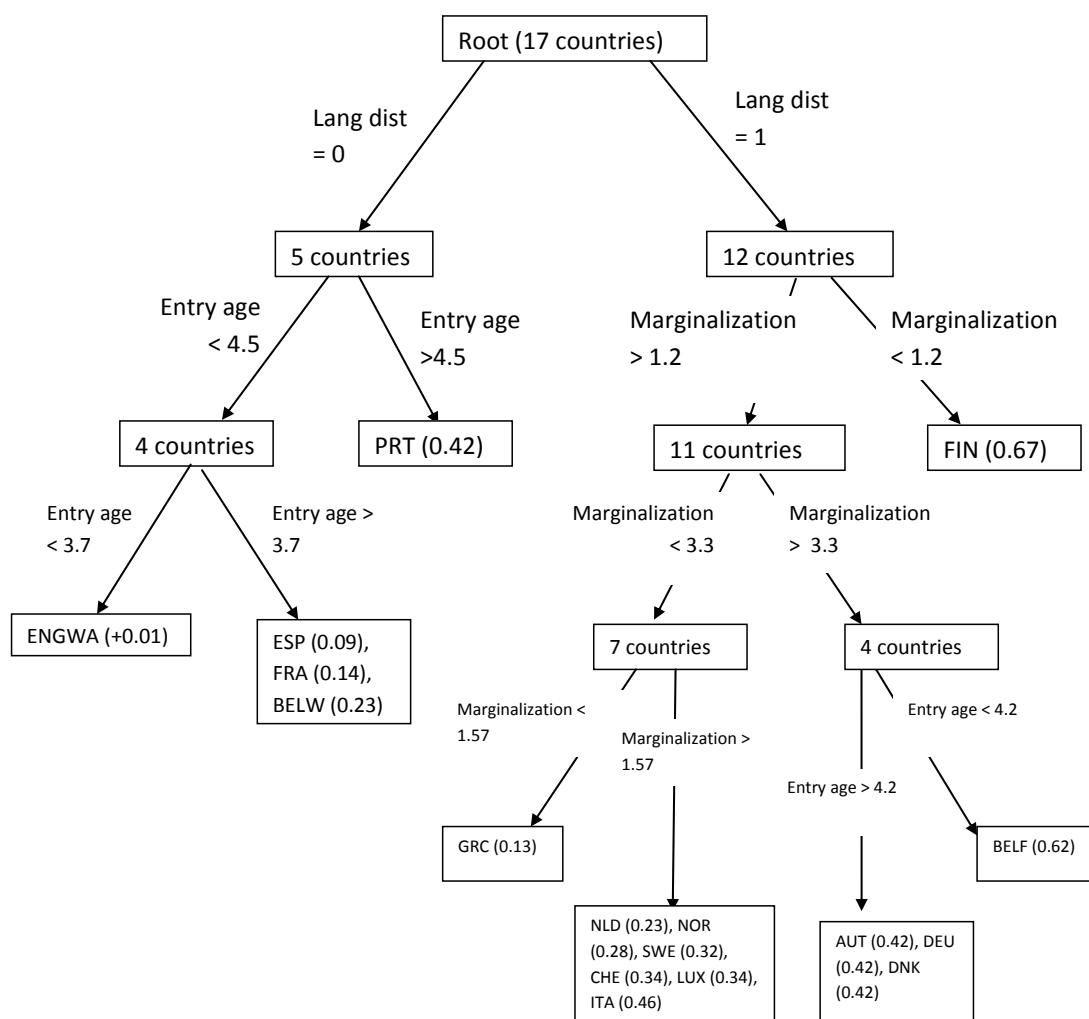 Root (17 countries)
Lang dist
= 0
Lang dist
= 1
5 countries
12 countries
Entry age
< 4.5
Entry age
>4.5
Marginalization
> 1.2
Marginalization
< 1.2
4 countries
PRT (0.42)
11 countries
FIN (0.67)
Entry age
< 3.7
Entry age >
3.7
Marginalization
< 3.3
Marginalization
> 3.3
ENGWA (+0.01)
ESP (0.09),
FRA (0.14),
BELW (0.23)
7 countries
4 countries
Marginalization <
1.57
Marginalization >
1.57
Entry age < 4.2
Entry age > 4.2
GRC (0.13)
BELF (0.62)
NLD (0.23), NOR
(0.28), SWE (0.32),
CHE (0.34), LUX (0.34),
ITA (0.46)
AUT (0.42), DEU
(0.42), DNK
(0.42)